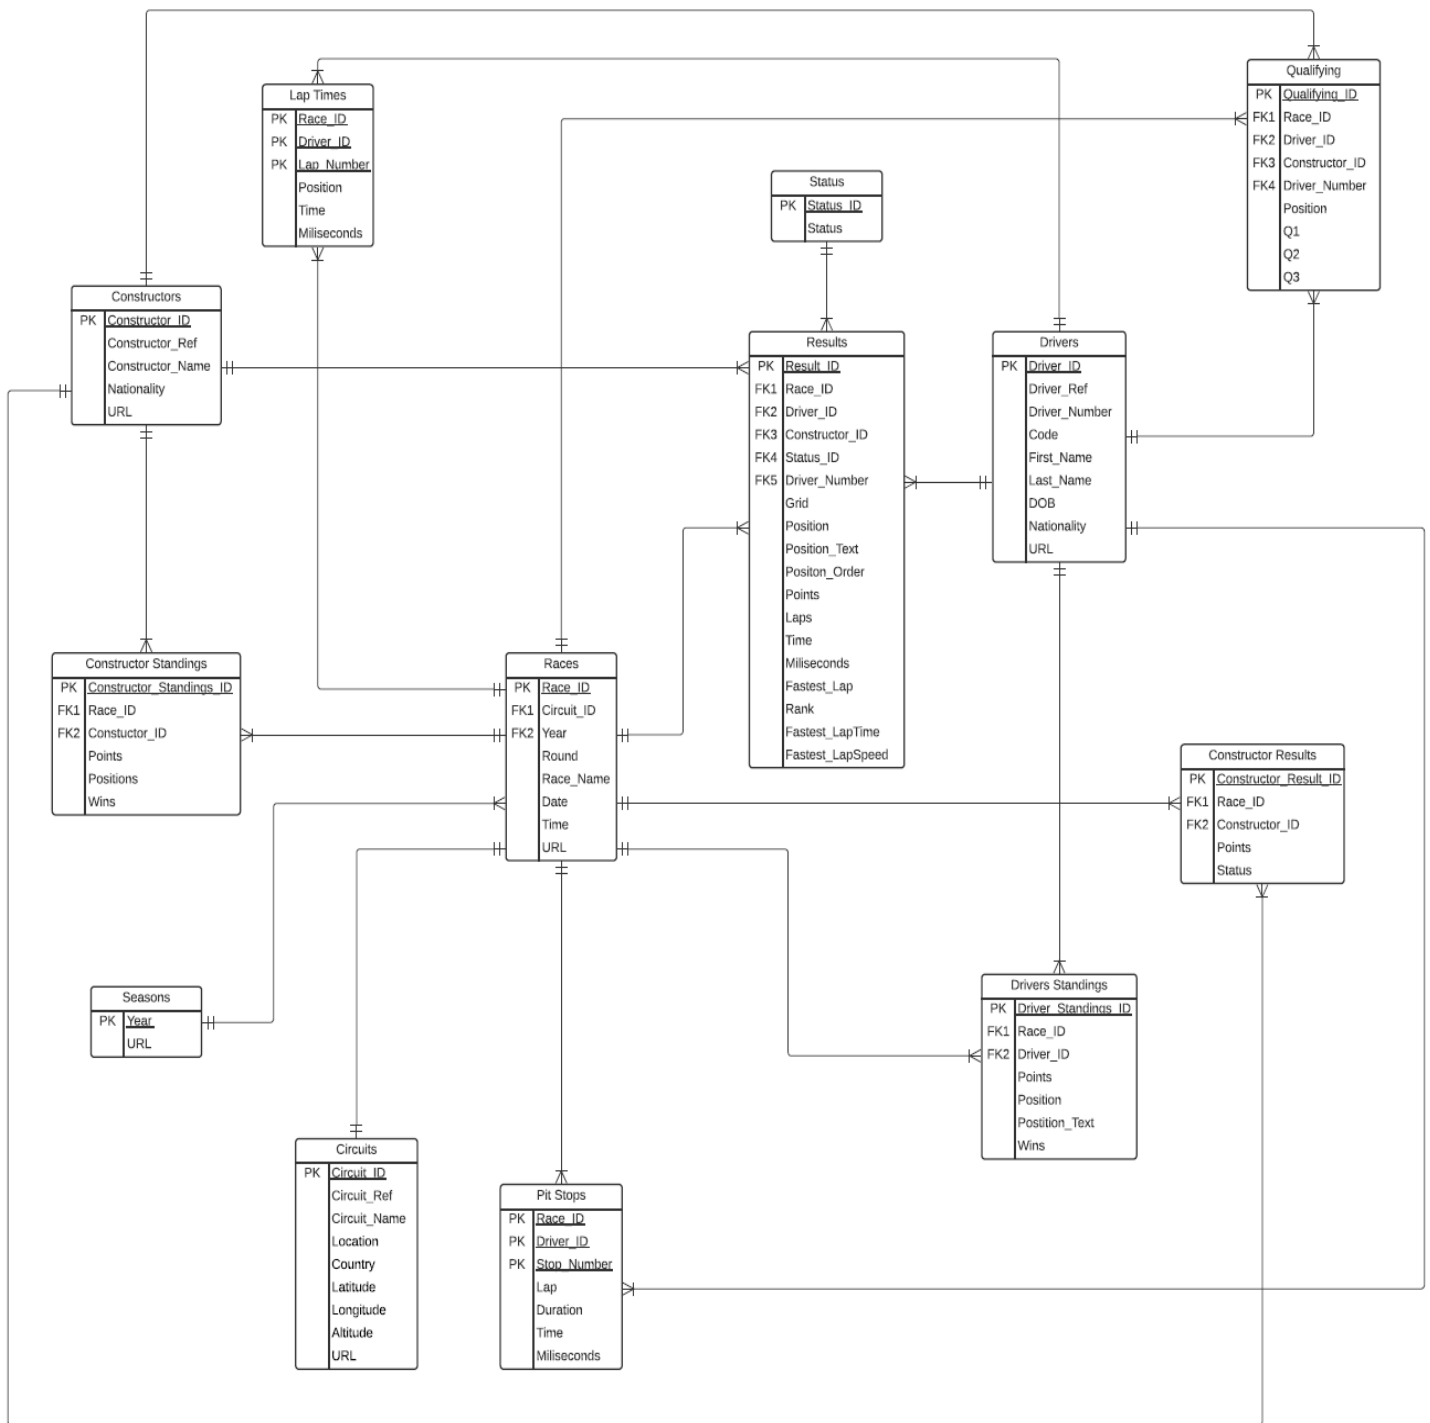 Qualifying
PK Qualifying_ID
FK1 Race_ID
FK2 Driver_ID
FK3 Constructor_ID
FK4 Driver_Number
Position
Q1
Q2
Q3
Lap Times
PK Race_ID
PK Driver_ID
PK Lap_Number
Position
Time
Miliseconds
Status
PK Status_ID
Status
Constructors
PK Constructor_ID
Constructor_Ref
Constructor_Name
Nationality
URL
Results
PK Result_ID
FK1 Race_ID
FK2 Driver_ID
FK3 Constructor_ID
FK4 Status_ID
FK5 Driver_Number
Grid
Position
Position_Text
Positon_Order
Points
Laps
Time
Miliseconds
Fastest_Lap
Rank
Fastest_LapTime
Fastest_LapSpeed
Drivers
PK Driver_ID
Driver_Ref
Driver_Number
Code
First_Name
Last_Name
DOB
Nationality
URL
Constructor Standings
PK Constructor_Standings_ID
FK1 Race_ID
FK2 Constuctor_ID
Points
Positions
Wins
Races
PK Race_ID
FK1 Circuit_ID
FK2 Year
Round
Race_Name
Date
Time
URL
Constructor Results
PK Constructor_Result_ID
FK1 Race_ID
FK2 Constructor_ID
Points
Status
Seasons
PK Year
URL
Drivers Standings
PK Driver_Standings_ID
FK1 Race_ID
FK2 Driver_ID
Points
Position
Postition_Text
Wins
Circuits
PK Circuit_ID
Circuit_Ref
Circuit_Name
Location
Country
Latitude
Longitude
Altitude
URL
Pit Stops
PK Race_ID
PK Driver_ID
PK Stop_Number
Lap
Duration
Time
Miliseconds